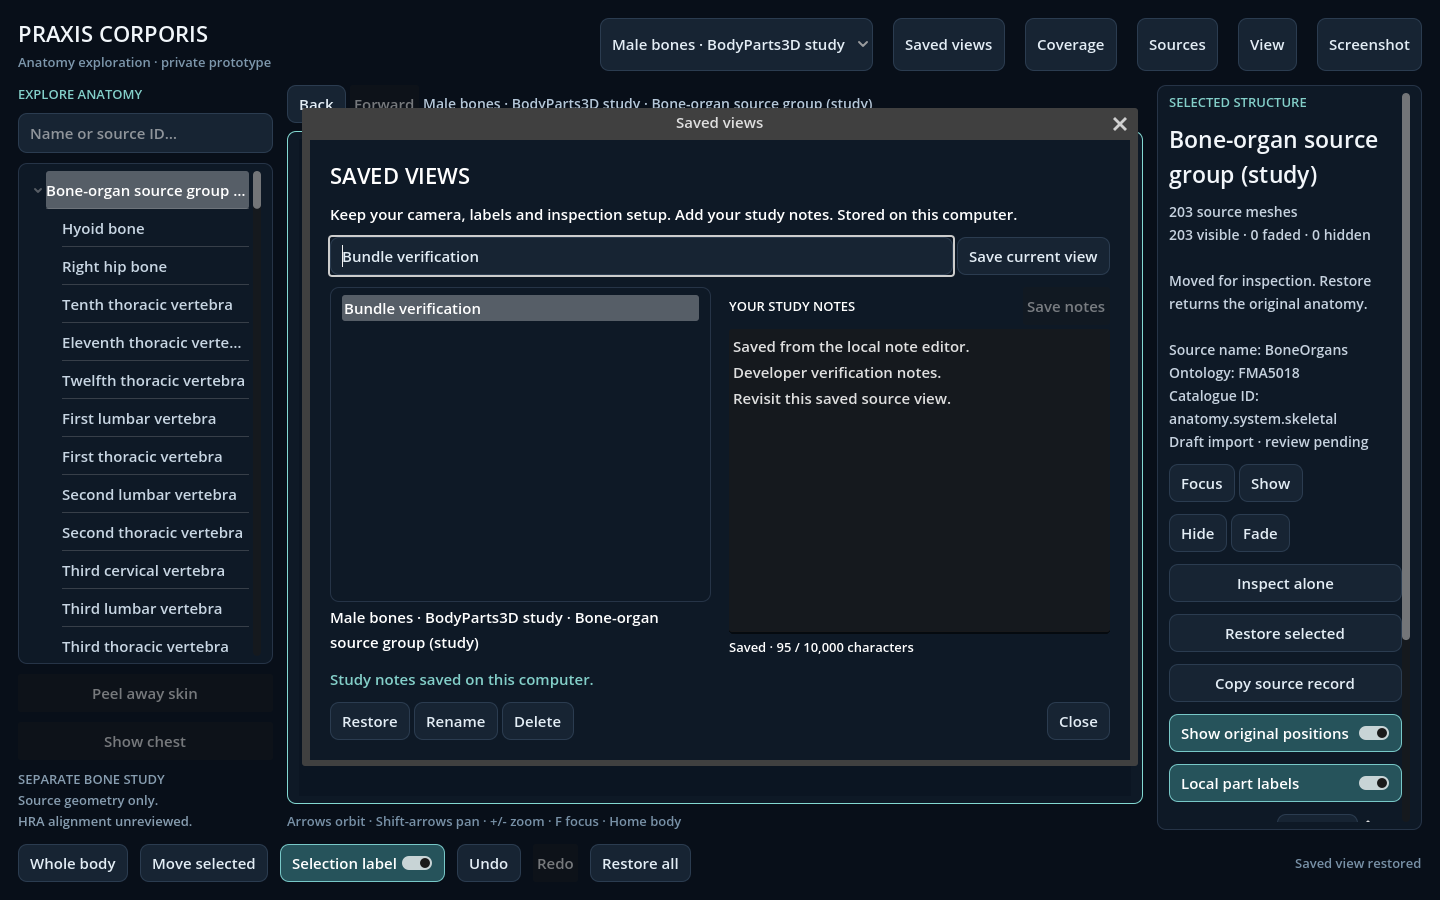 PRAXIS CORPORIS
Anatomy exploration · private prototype
Male bones · BodyParts3D study
Saved views
Coverage
Sources
View
Screenshot
EXPLORE ANATOMY
Name or source ID...
Bone-organ source group ...
Hyoid bone
Right hip bone
Tenth thoracic vertebra
Eleventh thoracic verte...
Twelfth thoracic vertebra
First lumbar vertebra
First thoracic vertebra
Second lumbar vertebra
Second thoracic vertebra
Third cervical vertebra
Third lumbar vertebra
Third thoracic vertebra
Peel away skin
Show chest
SEPARATE BONE STUDY
Source geometry only.
HRA alignment unreviewed.
Back
Forward
Male bones · BodyParts3D study · Bone-organ source group (study)
Saved views
SAVED VIEWS
Keep your camera, labels and inspection setup. Add your study notes. Stored on this computer.
Bundle verification
Save current view
Bundle verification
YOUR STUDY NOTES
Save notes
Saved from the local note editor.
Developer verification notes.
Revisit this saved source view.
Male bones · BodyParts3D study · Bone-organ
source group (study)
Saved · 95 / 10,000 characters
Study notes saved on this computer.
Restore
Rename
Delete
Close
Arrows orbit · Shift-arrows pan · +/- zoom · F focus · Home body
SELECTED STRUCTURE
Bone-organ source
group (study)
203 source meshes
203 visible · 0 faded · 0 hidden
Moved for inspection. Restore
returns the original anatomy.
Source name: BoneOrgans
Ontology: FMA5018
Catalogue ID:
anatomy.system.skeletal
Draft import · review pending
Focus
Show
Hide
Fade
Inspect alone
Restore selected
Copy source record
Show original positions
Local part labels
Whole body
Move selected
Selection label
Undo
Redo
Restore all
Saved view restored